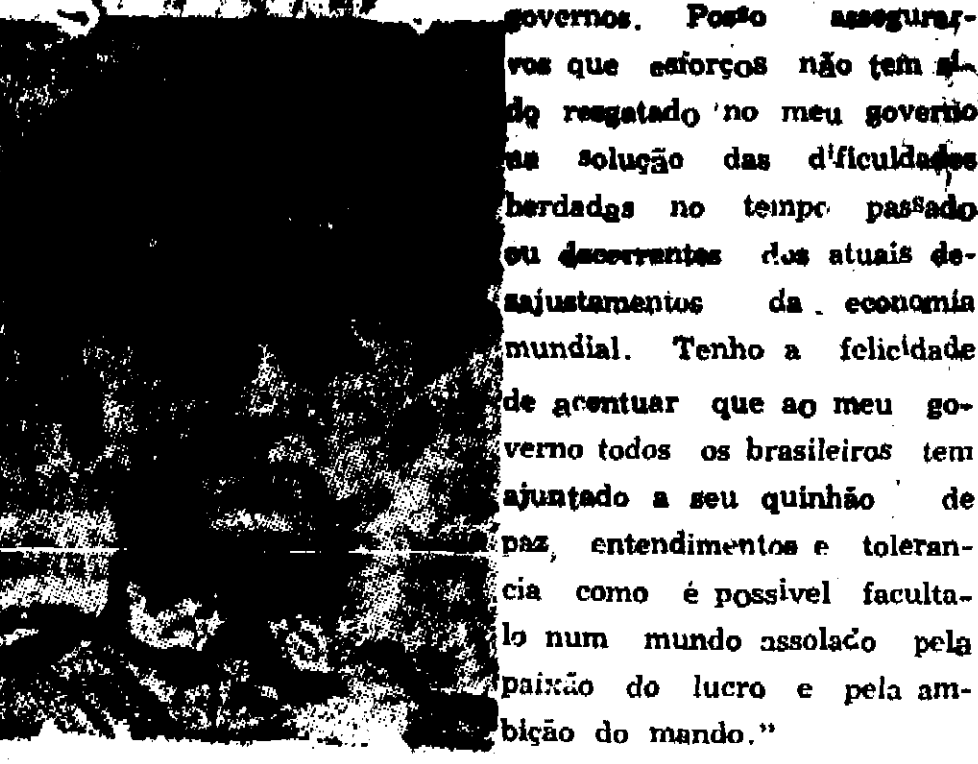 governos. Posso assegurar-
vos que esforços não tem si-
do resgatado no meu governo
na solução das dificuldades
herdadas no tempo passado
ou decorrentes dos atuais de-
sajustamentos da economia
mundial. Tenho a felicidade
de acentuar que ao meu go-
verno todos os brasileiros tem
ajuntado a seu quinhão de
paz, entendimentos e toleran-
cia como é possivel faculta-
lo num mundo assolado pela
paixão do lucro e pela am-
bição do mando."